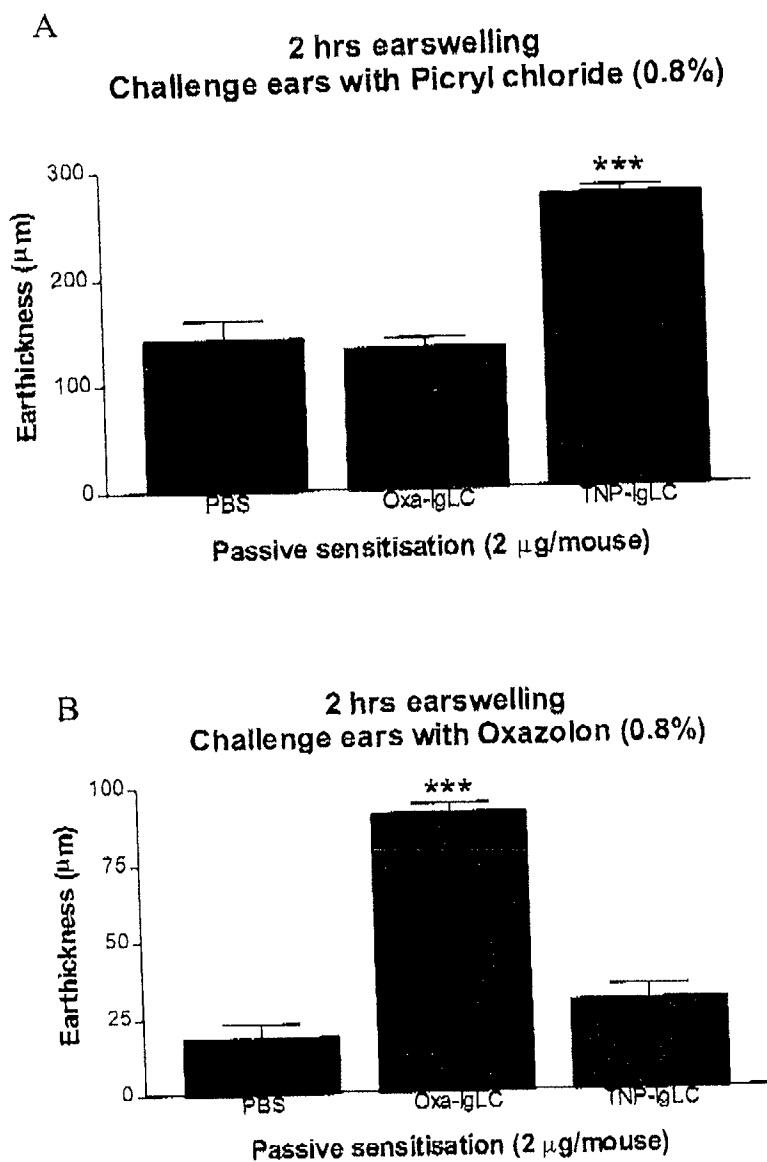 A
2 hrs earswelling
Challenge ears with Picryl chloride (0.8%)
***
300
200
100
0
Earthickness (μm)
PBS
Oxa-IgLC
TNP-IgLC
Passive sensitisation (2 μg/mouse)
B
2 hrs earswelling
Challenge ears with Oxazolon (0.8%)
***
100
75
50
25
0
Earthickness (μm)
PBS
Oxa-IgLC
TNP-IgLC
Passive sensitisation (2 μg/mouse)